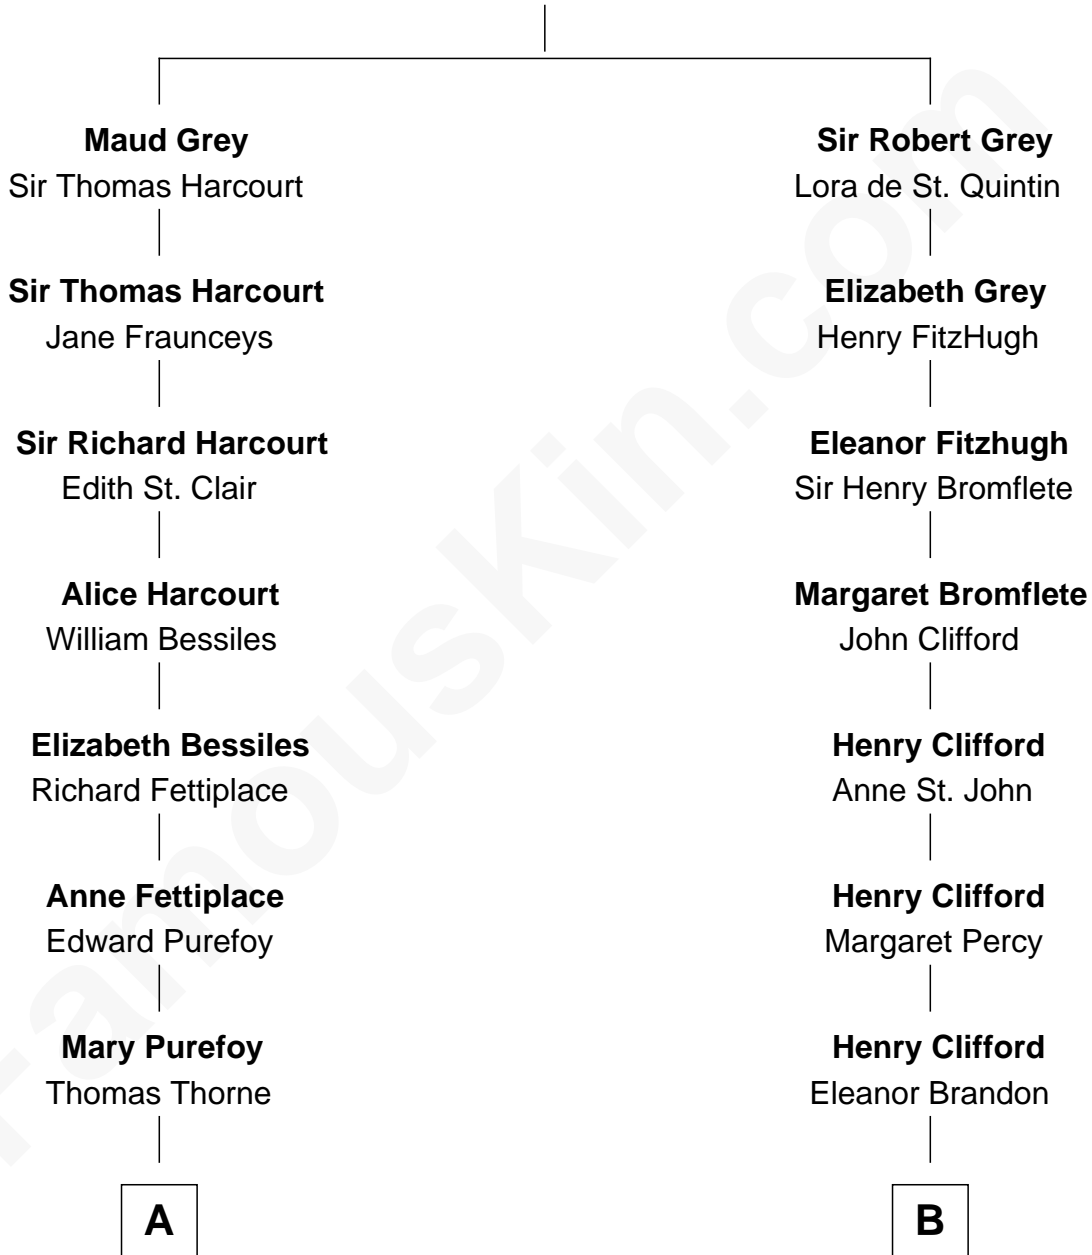 Maud Grey
Sir Thomas Harcourt
Sir Thomas Harcourt
Jane Fraunceys
Sir Richard Harcourt
Edith St. Clair
Alice Harcourt
William Bessiles
Elizabeth Bessiles
Richard Fettiplace
Anne Fettiplace
Edward Purefoy
Mary Purefoy
Thomas Thorne
A
Sir Robert Grey
Lora de St. Quintin
Elizabeth Grey
Henry FitzHugh
Eleanor Fitzhugh
Sir Henry Bromflete
Margaret Bromflete
John Clifford
Henry Clifford
Anne St. John
Henry Clifford
Margaret Percy
Henry Clifford
Eleanor Brandon
B
FamousKin.com